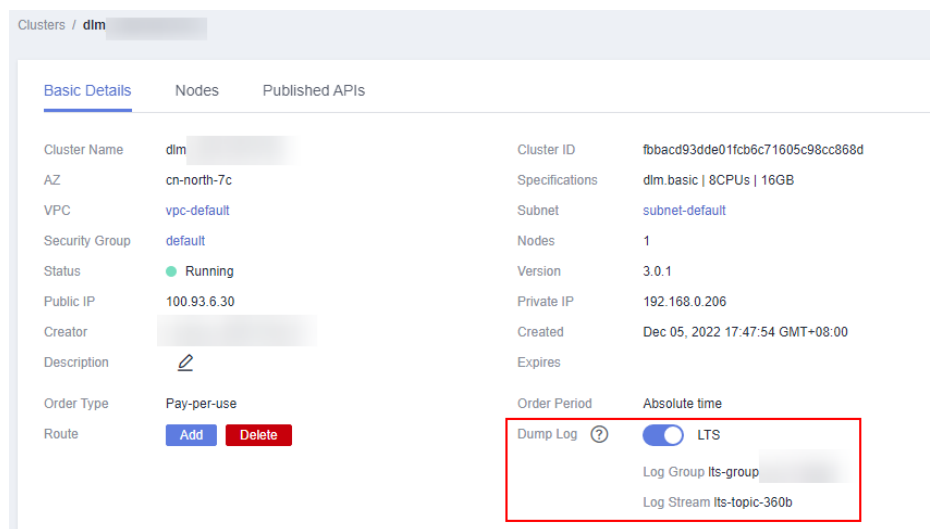 Clusters / dlm
Basic Details Nodes Published APIs
Cluster Name dlm Cluster ID fbbacd93dde01fcb6c71605c98cc868d
AZ cn-north-7c Specifications dlm.basic | 8CPUs | 16GB
VPC vpc-default Subnet subnet-default
Security Group default Nodes 1
Status Running Version 3.0.1
Public IP 100.93.6.30 Private IP 192.168.0.206
Creator Created Dec 05, 2022 17:47:54 GMT+08:00
Description Expires
Order Type Pay-per-use Order Period Absolute time
Route Add Delete Dump Log ? LTS
Log Group lts-group
Log Stream lts-topic-360b